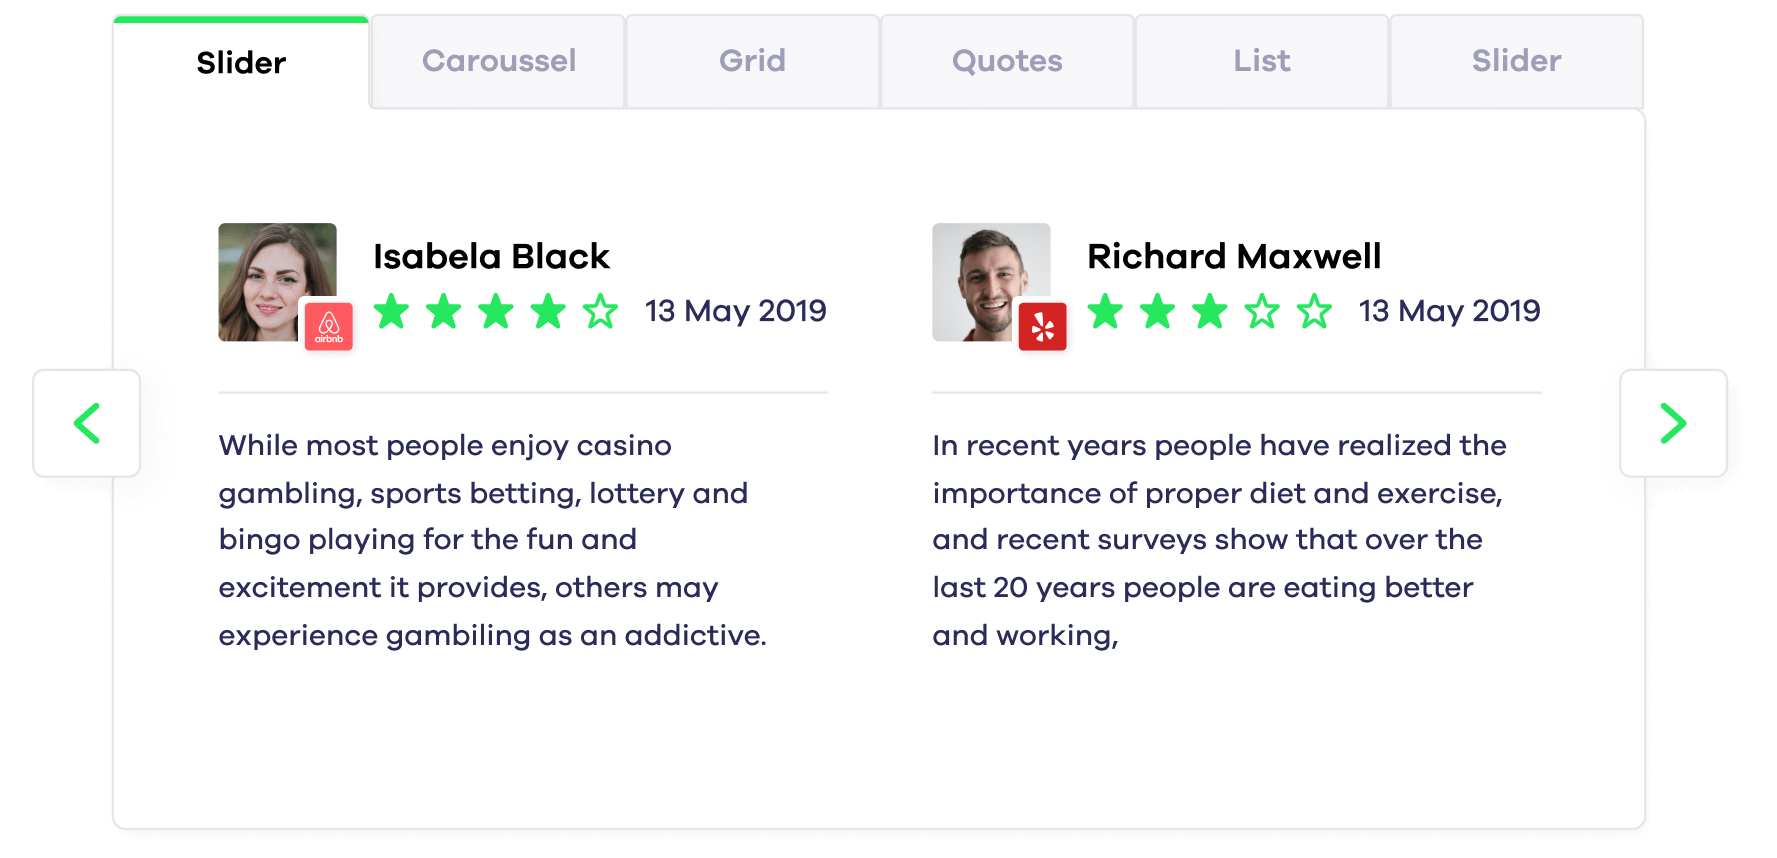 Slider
Caroussel
Grid
Quotes
List
Slider
Isabela Black
13 May 2019
airbnb
While most people enjoy casino
gambling, sports betting, lottery and
bingo playing for the fun and
excitement it provides, others may
experience gambiling as an addictive.
Richard Maxwell
13 May 2019
In recent years people have realized the
importance of proper diet and exercise,
and recent surveys show that over the
last 20 years people are eating better
and working,